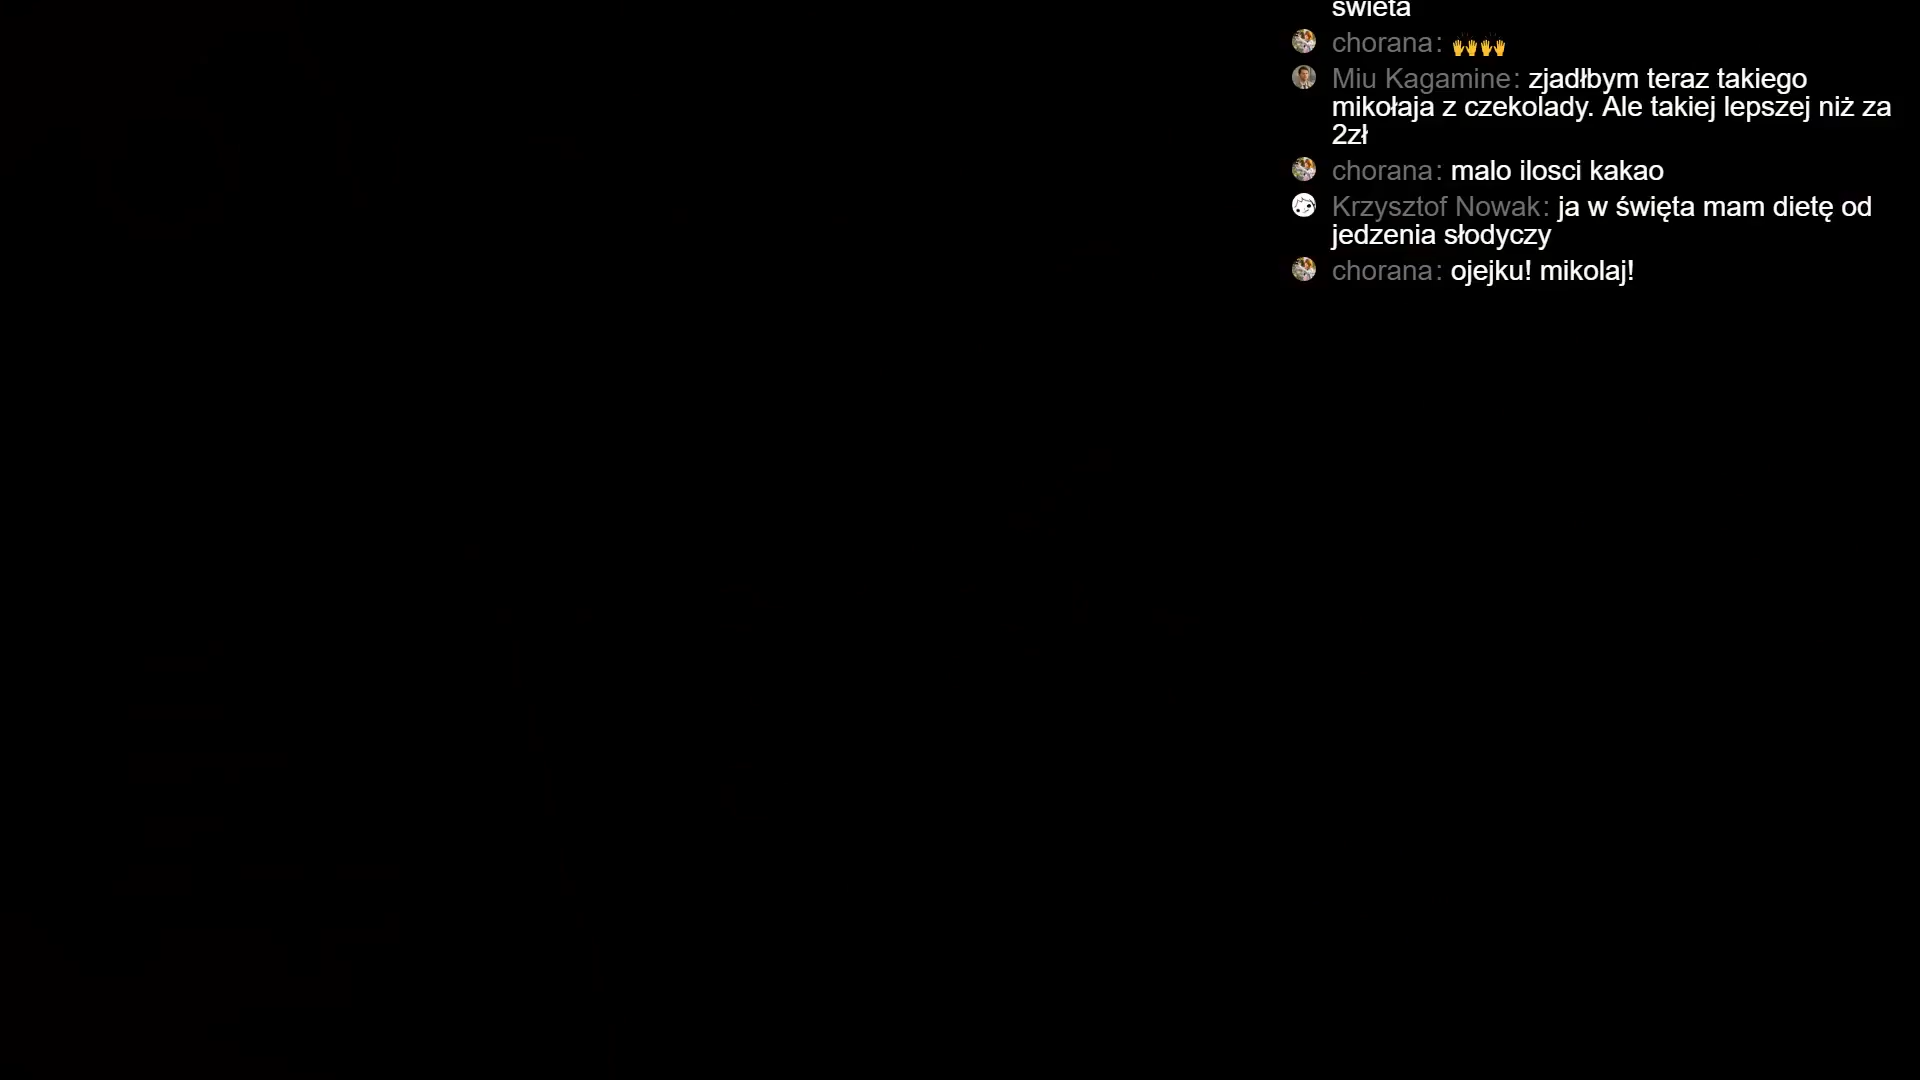 świeta
chorana: 🙌🙌
Miu Kagamine: zjadłbym teraz takiego
mikołaja z czekolady. Ale takiej lepszej niż za
2zł
chorana: malo ilosci kakao
Krzysztof Nowak: ja w święta mam dietę od
jedzenia słodyczy
chorana: ojejku! mikolaj!